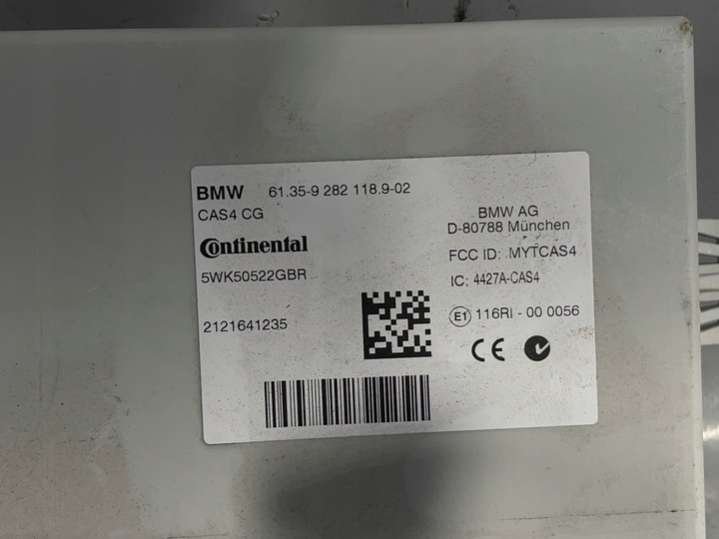 BMW 61.35-9 282 118.9-02
CAS4 CG
Continental
5WK50522GBR
2121641235
BMW AG
D-80788 München
FCC ID: MYTCAS4
IC: 4427A-CAS4
E1 116RI - 00 0056
CE